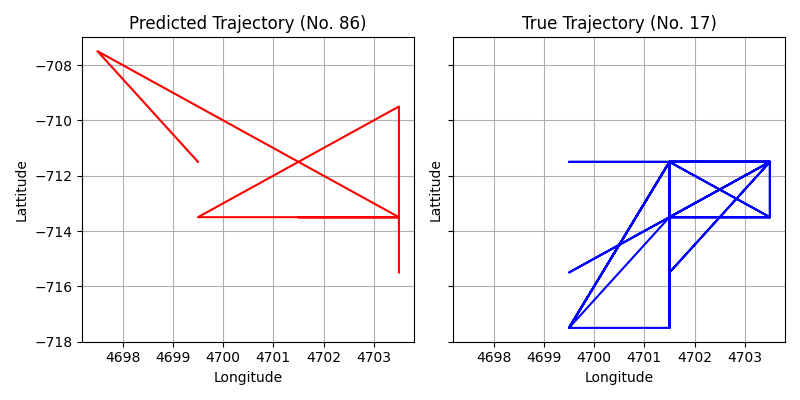 Predicted Trajectory (No. 86)
True Trajectory (No. 17)
Lattitude
−708
−710
−712
−714
−716
−718
4698 4699 4700 4701 4702 4703
Longitude
Lattitude
4698 4699 4700 4701 4702 4703
Longitude